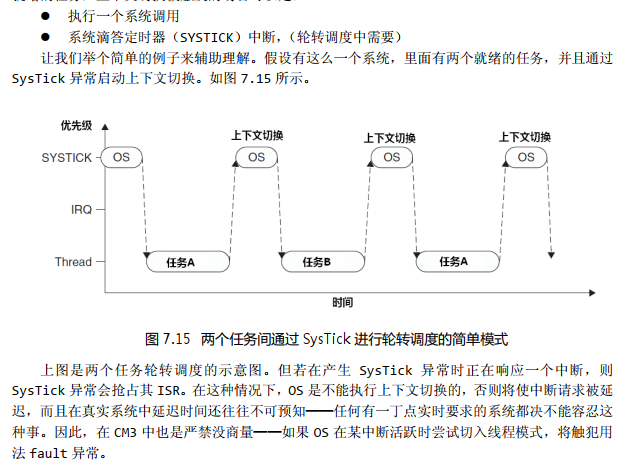 ● 执行一个系统调用
● 系统滴答定时器（SYSTICK）中断，（轮转调度中需要）
让我们举个简单的例子来辅助理解。假设有这么一个系统，里面有两个就绪的任务，并且通过
SysTick 异常启动上下文切换。如图 7.15 所示。
优先级
上下文切换 上下文切换 上下文切换
SYSTICK OS OS OS OS
IRQ
Thread 任务A 任务B 任务A
时间
图 7.15 两个任务间通过 SysTick 进行轮转调度的简单模式
上图是两个任务轮转调度的示意图。但若在产生 SysTick 异常时正在响应一个中断，则
SysTick 异常会抢占其 ISR。在这种情况下，OS 是不能执行上下文切换的，否则将使中断请求被延
迟，而且在真实系统中延迟时间还往往不可预知——任何有一丁点实时要求的系统都决不能容忍这
种事。因此，在 CM3 中也是严禁没商量——如果 OS 在某中断活跃时尝试切入线程模式，将触犯用
法 fault 异常。